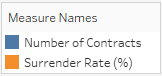 Measure Names
Number of Contracts
Surrender Rate (%)